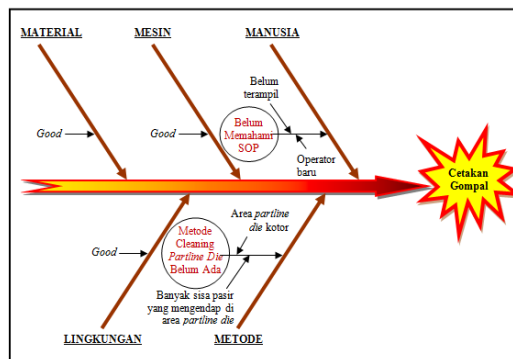 MATERIAL
MESIN
MANUSIA
Belum
terampil
Good
Good
Belum
Memahami
SOP
Operator
baru
Cetakan
Gompal
Metode
Cleaning
Partline Die
Belum Ada
Area partline
die kotor
Good
Banyak sisa pasir
yang mengendap di
area partline die
LINGKUNGAN
METODE